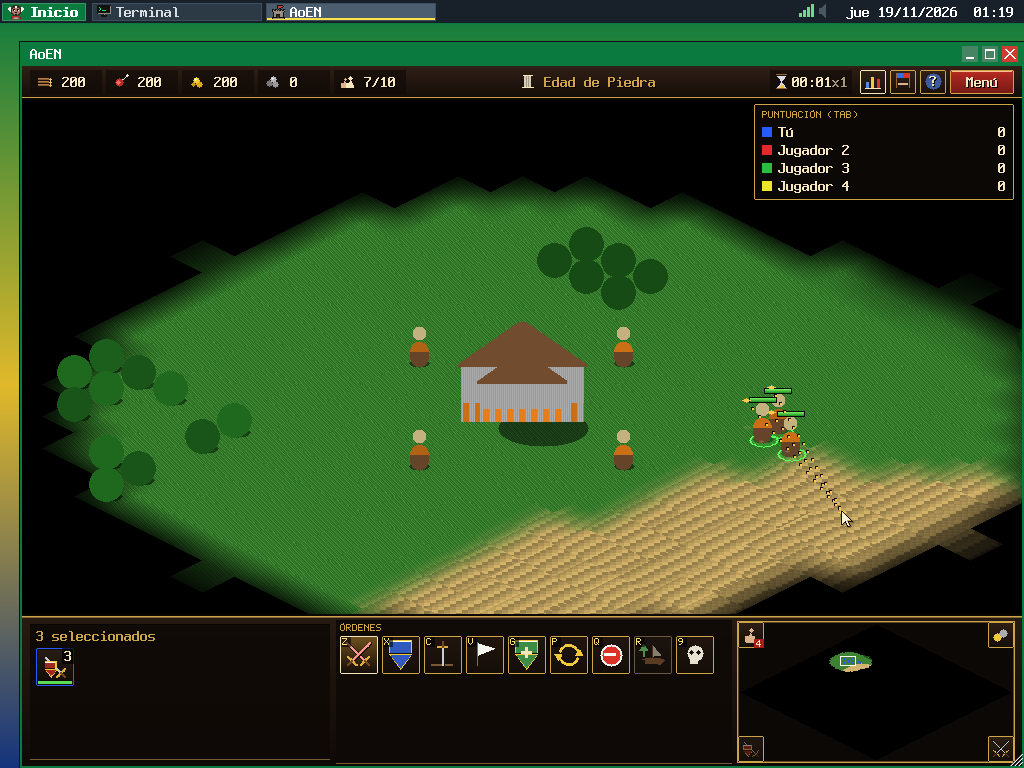 Inicio
Terminal
AoEN
jue 19/11/2026 01:19
AoEN
200
200
200
0
7/10
Edad de Piedra
00:01x1
?
Menú
PUNTUACIÓN (TAB)
Tú 0
Jugador 2 0
Jugador 3 0
Jugador 4 0
3 seleccionados
3
ÓRDENES
Z X C V G P Q R 9
4